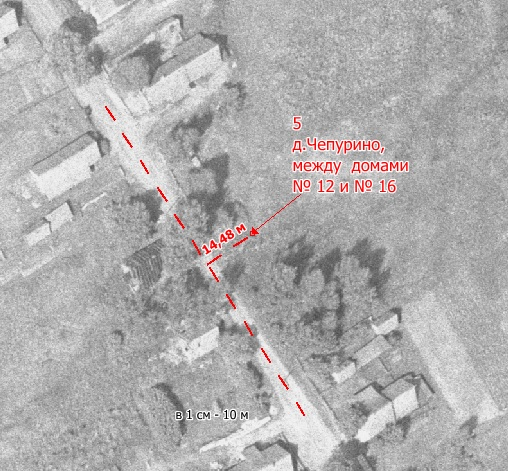 5
д.Чепурино,
между домами
№ 12 и № 16
14,48 м
в 1 см - 10 м